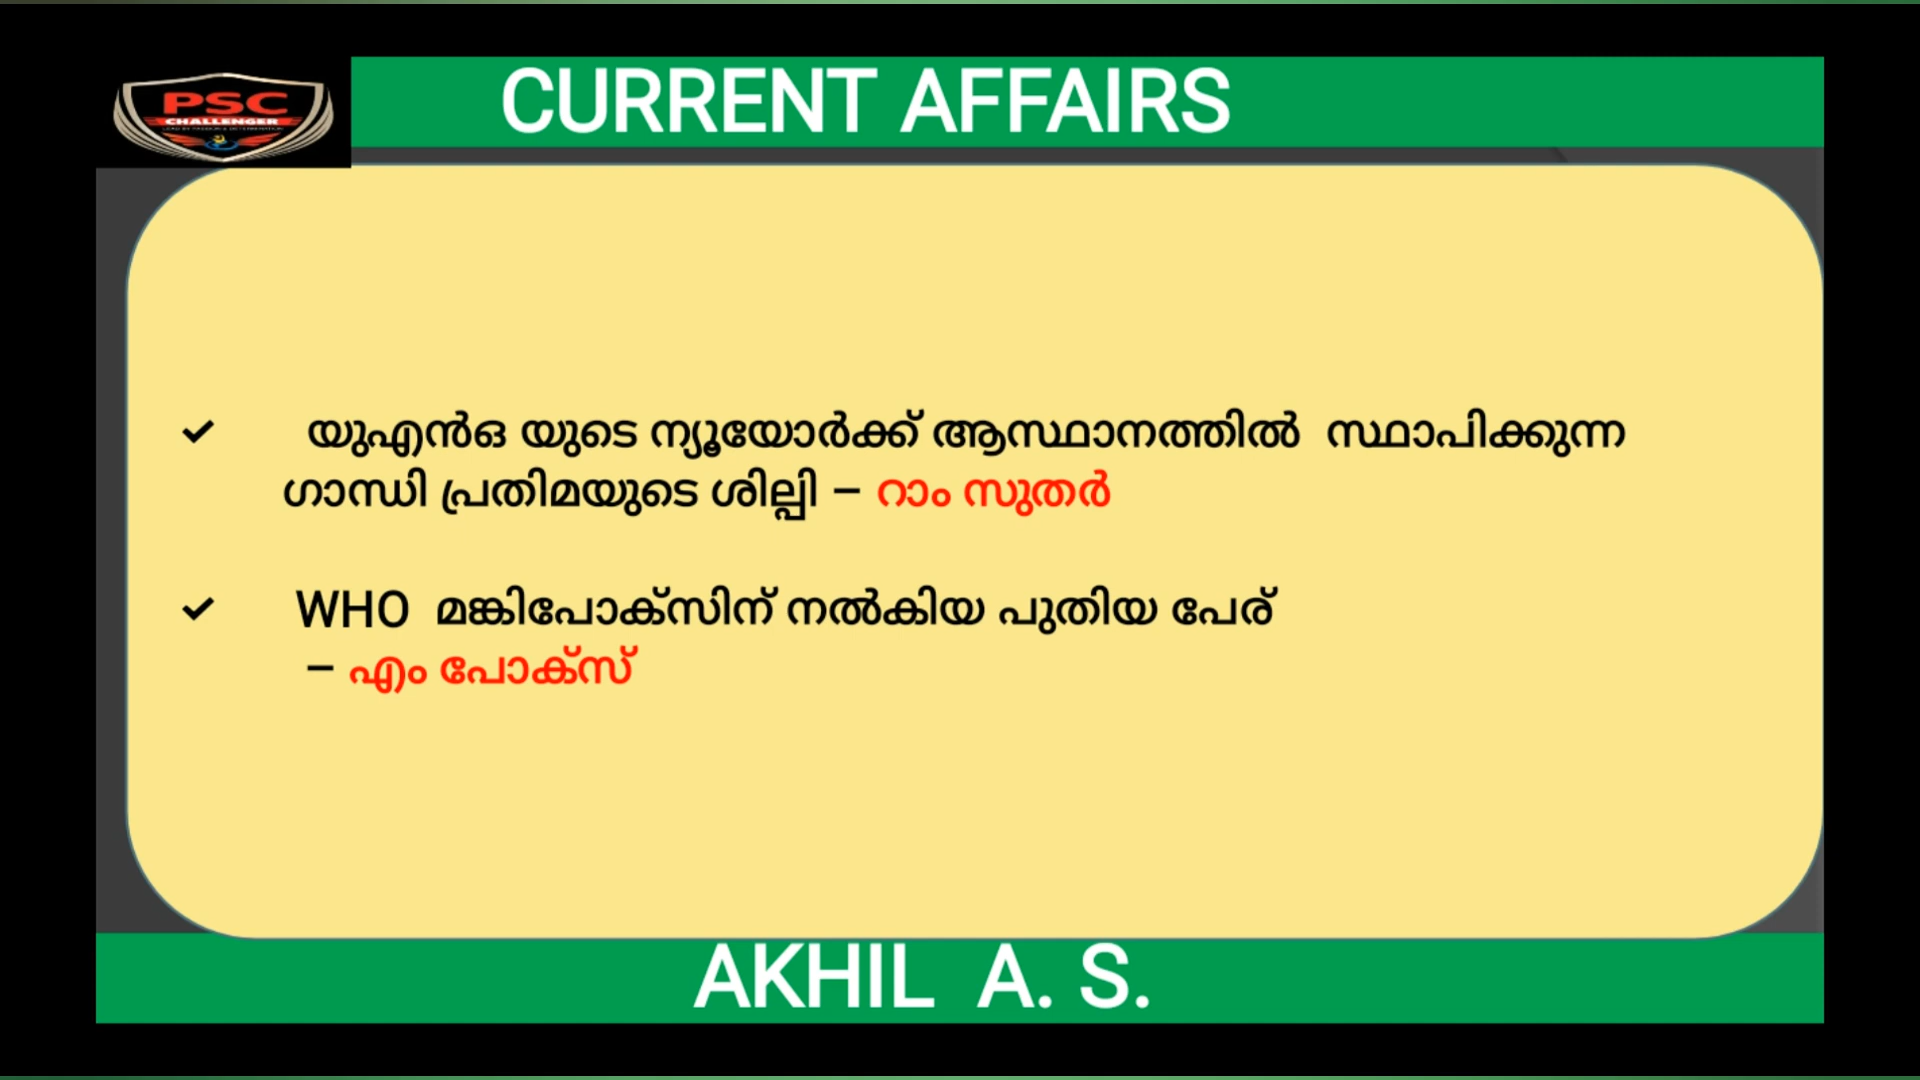 PSC
CHALLENGER
CURRENT AFFAIRS
✓ യുഎൻഒ യുടെ ന്യൂയോർക്ക് ആസ്ഥാനത്തിൽ സ്ഥാപിക്കുന്ന
ഗാന്ധി പ്രതിമയുടെ ശില്പി – റാം സുതർ
✓ WHO മങ്കിപോക്സിന് നൽകിയ പുതിയ പേര്
– എം പോക്സ്
AKHIL A. S.